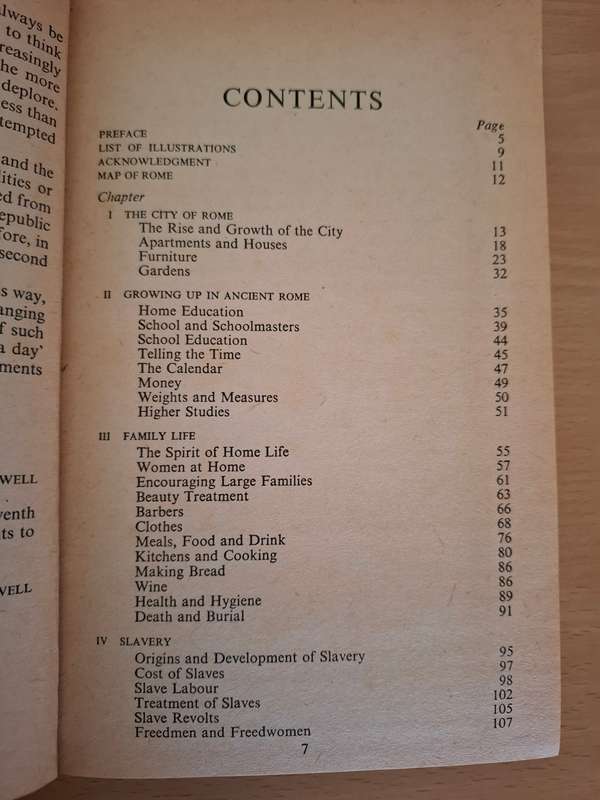 always be
to think
reasingly
he more
deplore.
ess than
tempted
and the
ities or
ed from
epublic
fore, in
second
s way,
anging
f such
a day'
ments
WELL
venth
ts to
WELL
CONTENTS
Page
PREFACE 5
LIST OF ILLUSTRATIONS 9
ACKNOWLEDGMENT 11
MAP OF ROME 12
Chapter
I THE CITY OF ROME
The Rise and Growth of the City 13
Apartments and Houses 18
Furniture 23
Gardens 32
II GROWING UP IN ANCIENT ROME
Home Education 35
School and Schoolmasters 39
School Education 44
Telling the Time 45
The Calendar 47
Money 49
Weights and Measures 50
Higher Studies 51
III FAMILY LIFE
The Spirit of Home Life 55
Women at Home 57
Encouraging Large Families 61
Beauty Treatment 63
Barbers 66
Clothes 68
Meals, Food and Drink 76
Kitchens and Cooking 80
Making Bread 86
Wine 86
Health and Hygiene 89
Death and Burial 91
IV SLAVERY
Origins and Development of Slavery 95
Cost of Slaves 97
Slave Labour 98
Treatment of Slaves 102
Slave Revolts 105
Freedmen and Freedwomen 107
7